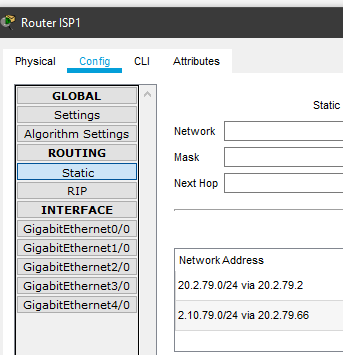 Router ISP1
Physical Config CLI Attributes
GLOBAL
Settings
Algorithm Settings
ROUTING
Static
RIP
INTERFACE
GigabitEthernet0/0
GigabitEthernet1/0
GigabitEthernet2/0
GigabitEthernet3/0
GigabitEthernet4/0
Static
Network
Mask
Next Hop
Network Address
20.2.79.0/24 via 20.2.79.2
2.10.79.0/24 via 20.2.79.66